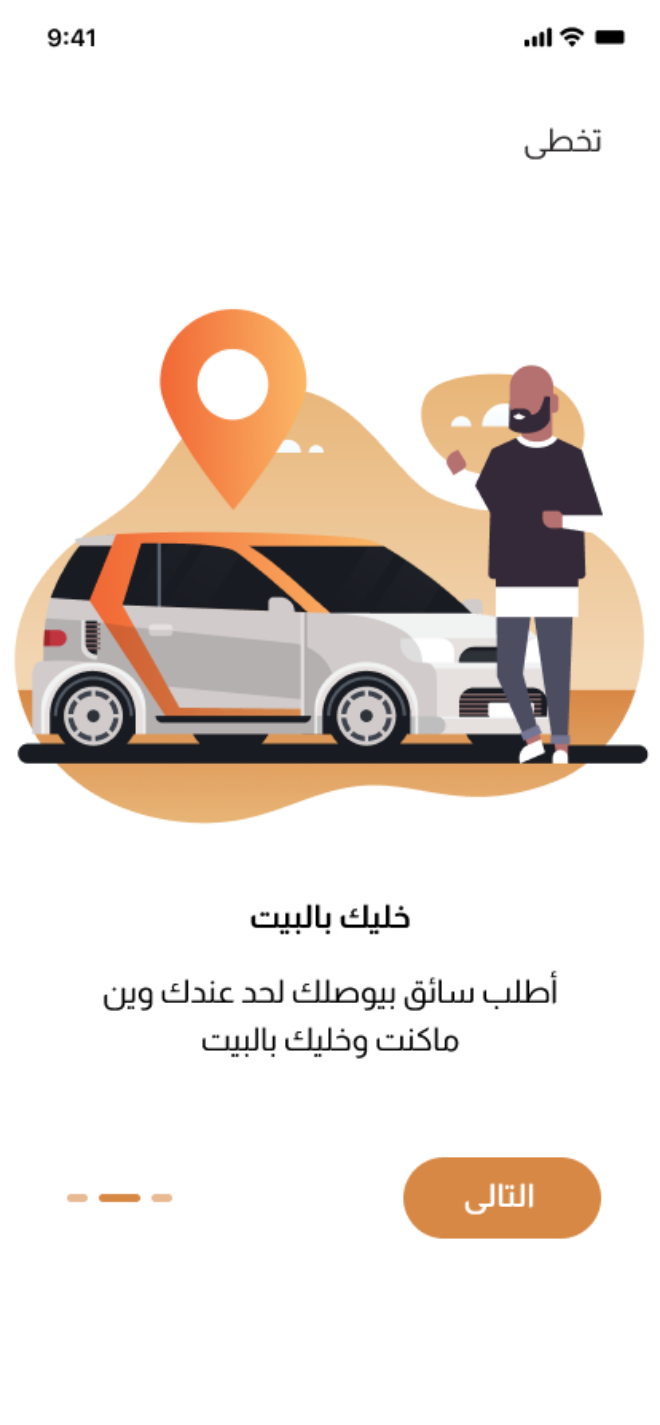 9:41
تخطى
خليك بالبيت
أطلب سائق بيوصلك لحد عندك وين
ماكنت وخليك بالبيت
التالى